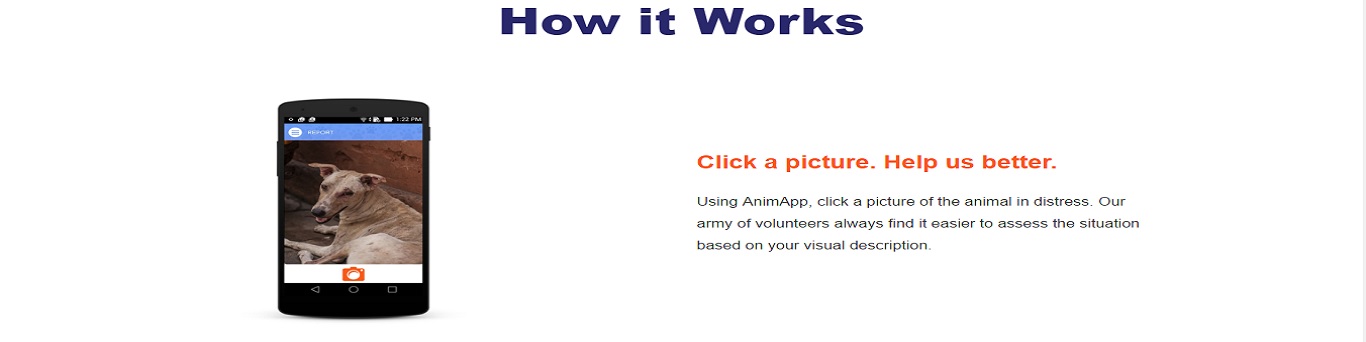 How it Works
1:22 PM
REPORT
Click a picture. Help us better.
Using AnimApp, click a picture of the animal in distress. Our
army of volunteers always find it easier to assess the situation
based on your visual description.